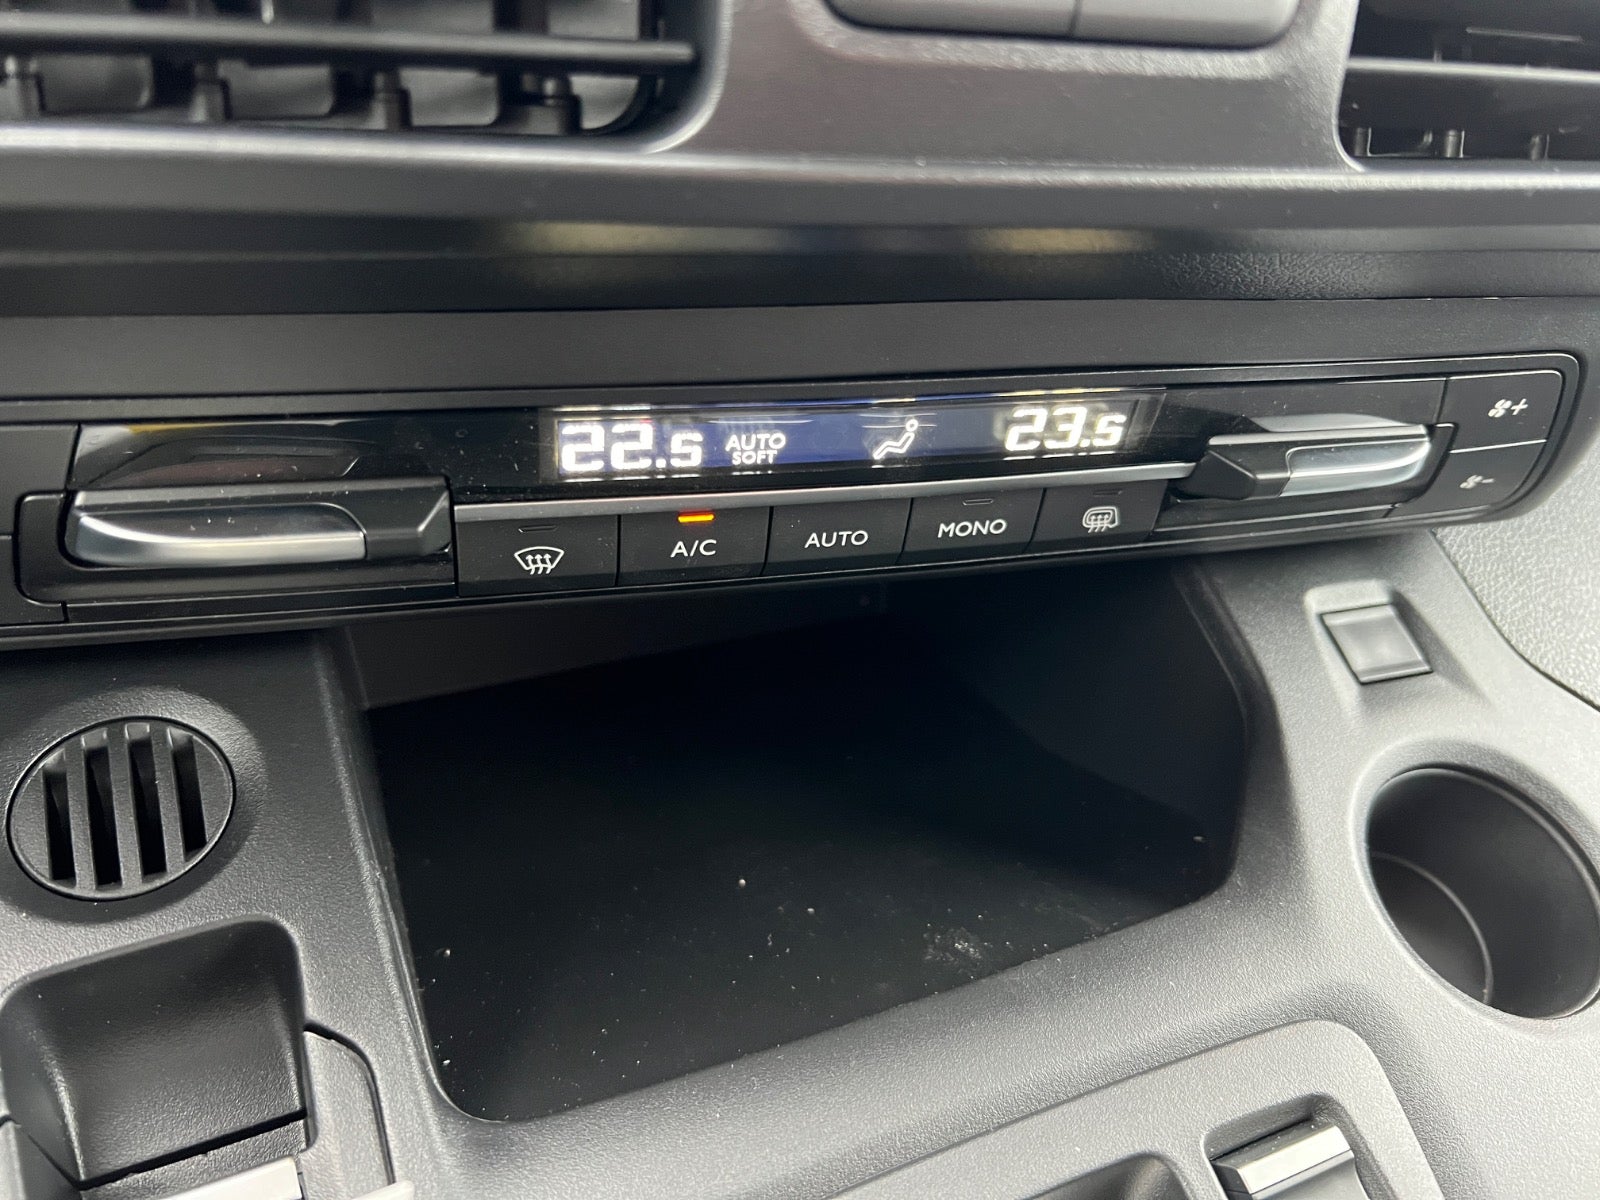 22.5 AUTO 23.5
SOFT
A/C AUTO MONO
+
-